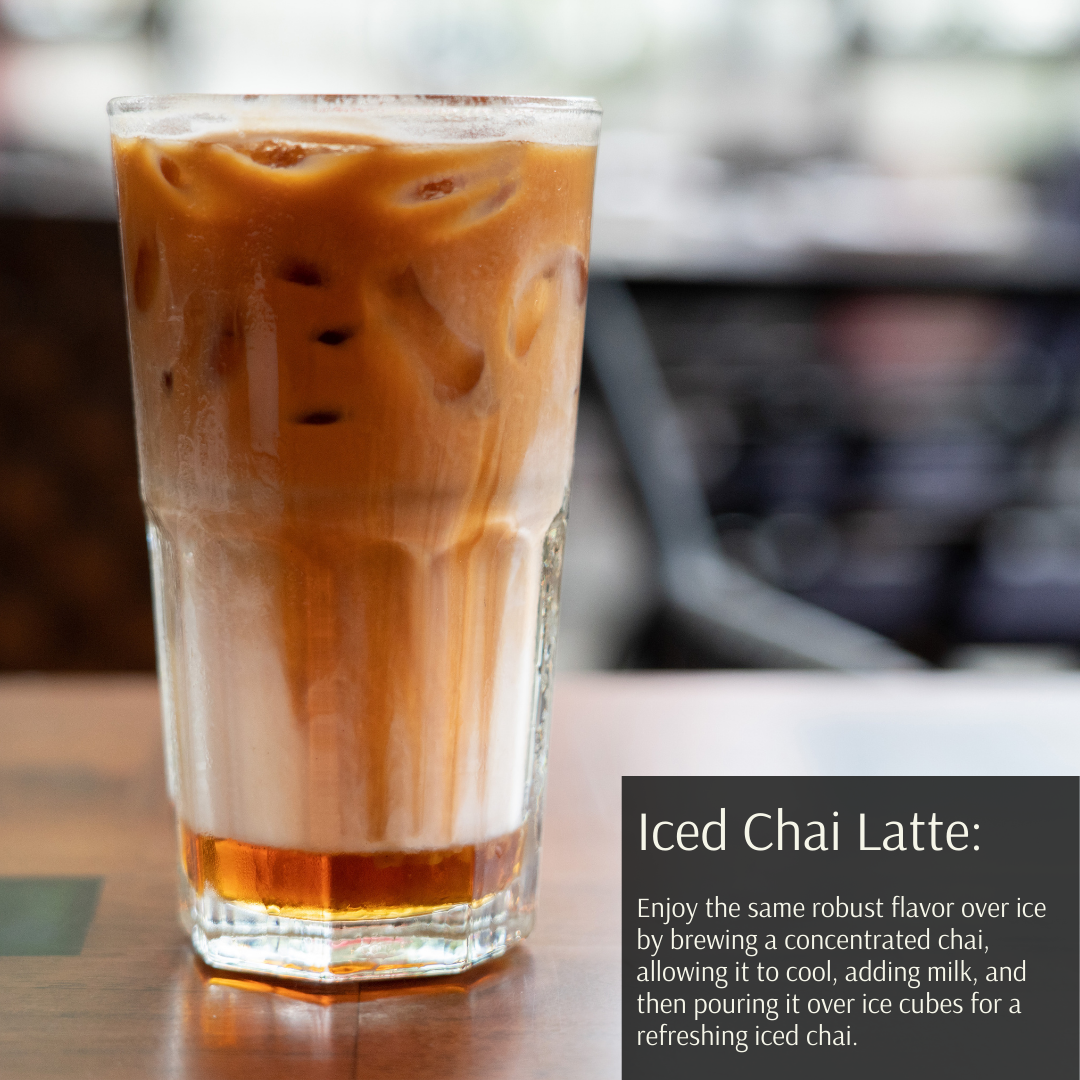 Iced Chai Latte:
Enjoy the same robust flavor over ice
by brewing a concentrated chai,
allowing it to cool, adding milk, and
then pouring it over ice cubes for a
refreshing iced chai.